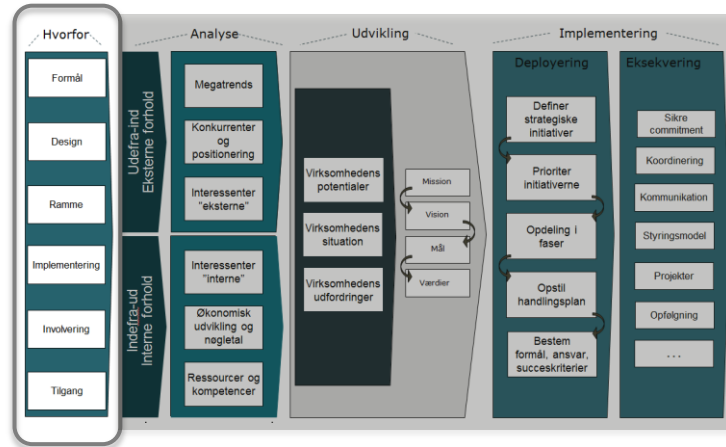 Hvorfor
Formål
Design
Ramme
Implementering
Involvering
Tilgang
Analyse
Udefra-ind
Eksterne forhold
Megatrends
Konkurrenter
og
positionering
Interessenter
"eksterne"
Indefra-ud
Interne forhold
Interessenter
"interne"
Økonomisk
udvikling og
nøgletal
Ressourcer og
kompetencer
Udvikling
Virksomhedens
potentialer
Virksomhedens
situation
Virksomhedens
udfordringer
Mission
Vision
Mål
Værdier
Implementering
Deployering
Definer
strategiske
initiativer
Prioriter
initiativerne
Opdeling i
faser
Opstil
handlingsplan
Bestem
formål, ansvar,
succeskriterier
Eksekvering
Sikre
commitment
Koordinering
Kommunikation
Styringsmodel
Projekter
Opfølgning
...